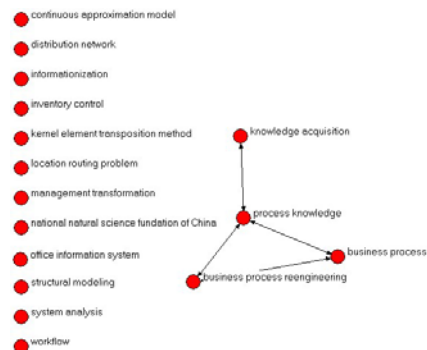 continuous approximation model
distribution network
informationization
inventory control
kernel element transposition method
location routing problem
management transformation
national natural science fundation of China
office information system
structural modeling
system analysis
workflow
knowledge acquisition
process knowledge
business process
business process reengineering